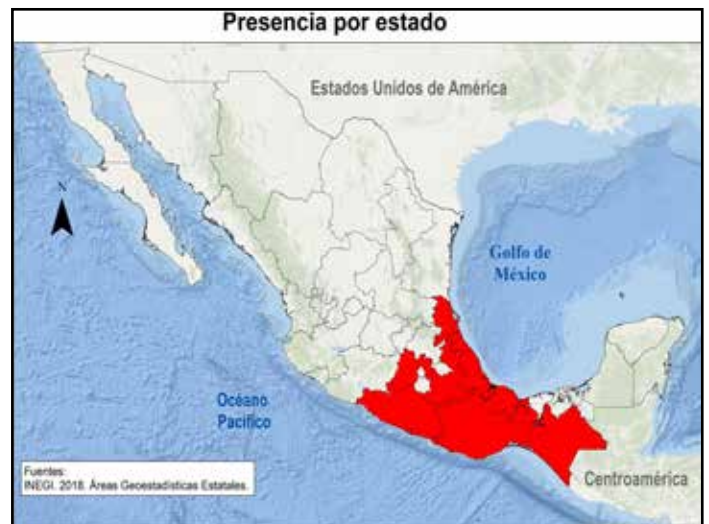 Presencia por estado
Estados Unidos de América
N
Golfo de
México
Océano
Pacífico
Centroamérica
Fuentes:
INEGI. 2018. Áreas Geoestadísticas Estatales.